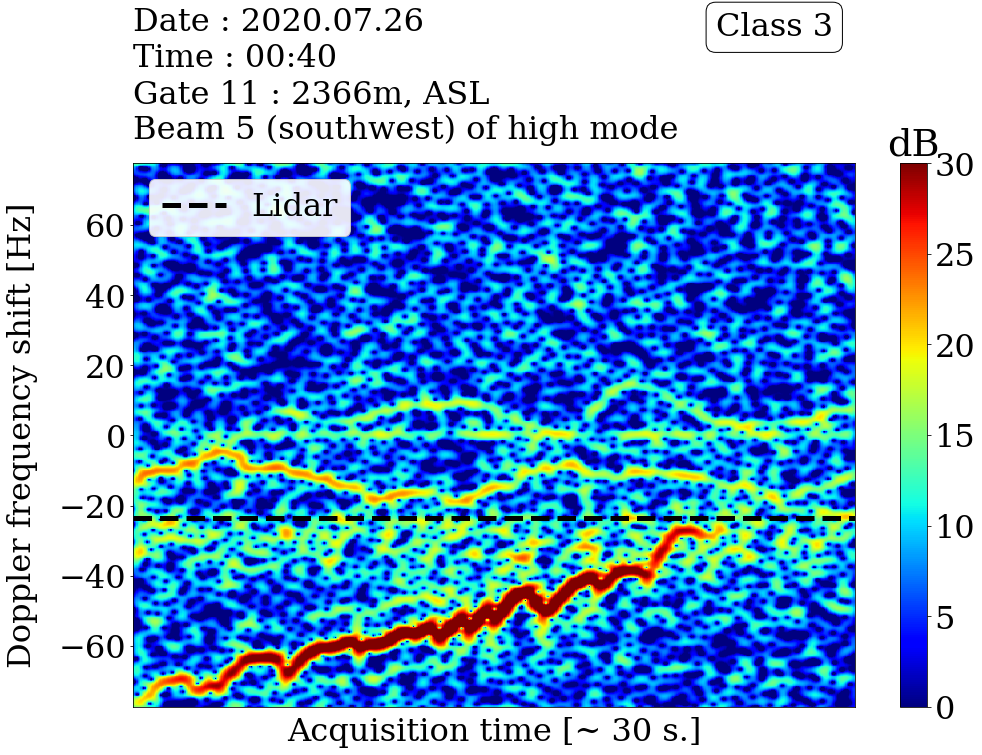 Date : 2020.07.26
Time : 00:40
Gate 11 : 2366m, ASL
Beam 5 (southwest) of high mode
Class 3
dB
Lidar
Doppler frequency shift [Hz]
60
40
20
0
−20
−40
−60
30
25
20
15
10
5
0
Acquisition time [~ 30 s.]